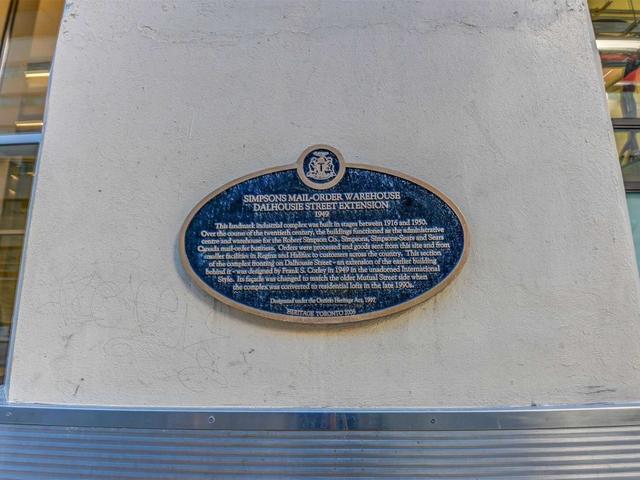 SIMPSONS MAIL-ORDER WAREHOUSE
DALHOUSIE STREET EXTENSION
1949
This landmark industrial complex was built in stages between 1916 and 1950.
Over the course of the twentieth century, the buildings functioned as the administrative
centre and warehouse for the Robert Simpson Co., Simpsons, Simpsons-Sears and Sears
Canada mail-order business. Orders were processed and goods sent from this site and from
smaller facilities in Regina and Halifax to customers across the country. This section
of the complex fronting on Dalhousie Street - an extension of the earlier building
behind it - was designed by Frank S. Corley in 1949 in the unadorned International
Style. Its façade was changed to match the older Mutual Street side when
the complex was converted to residential lofts in the late 1990s.
Designated under the Ontario Heritage Act, 1997
HERITAGE TORONTO